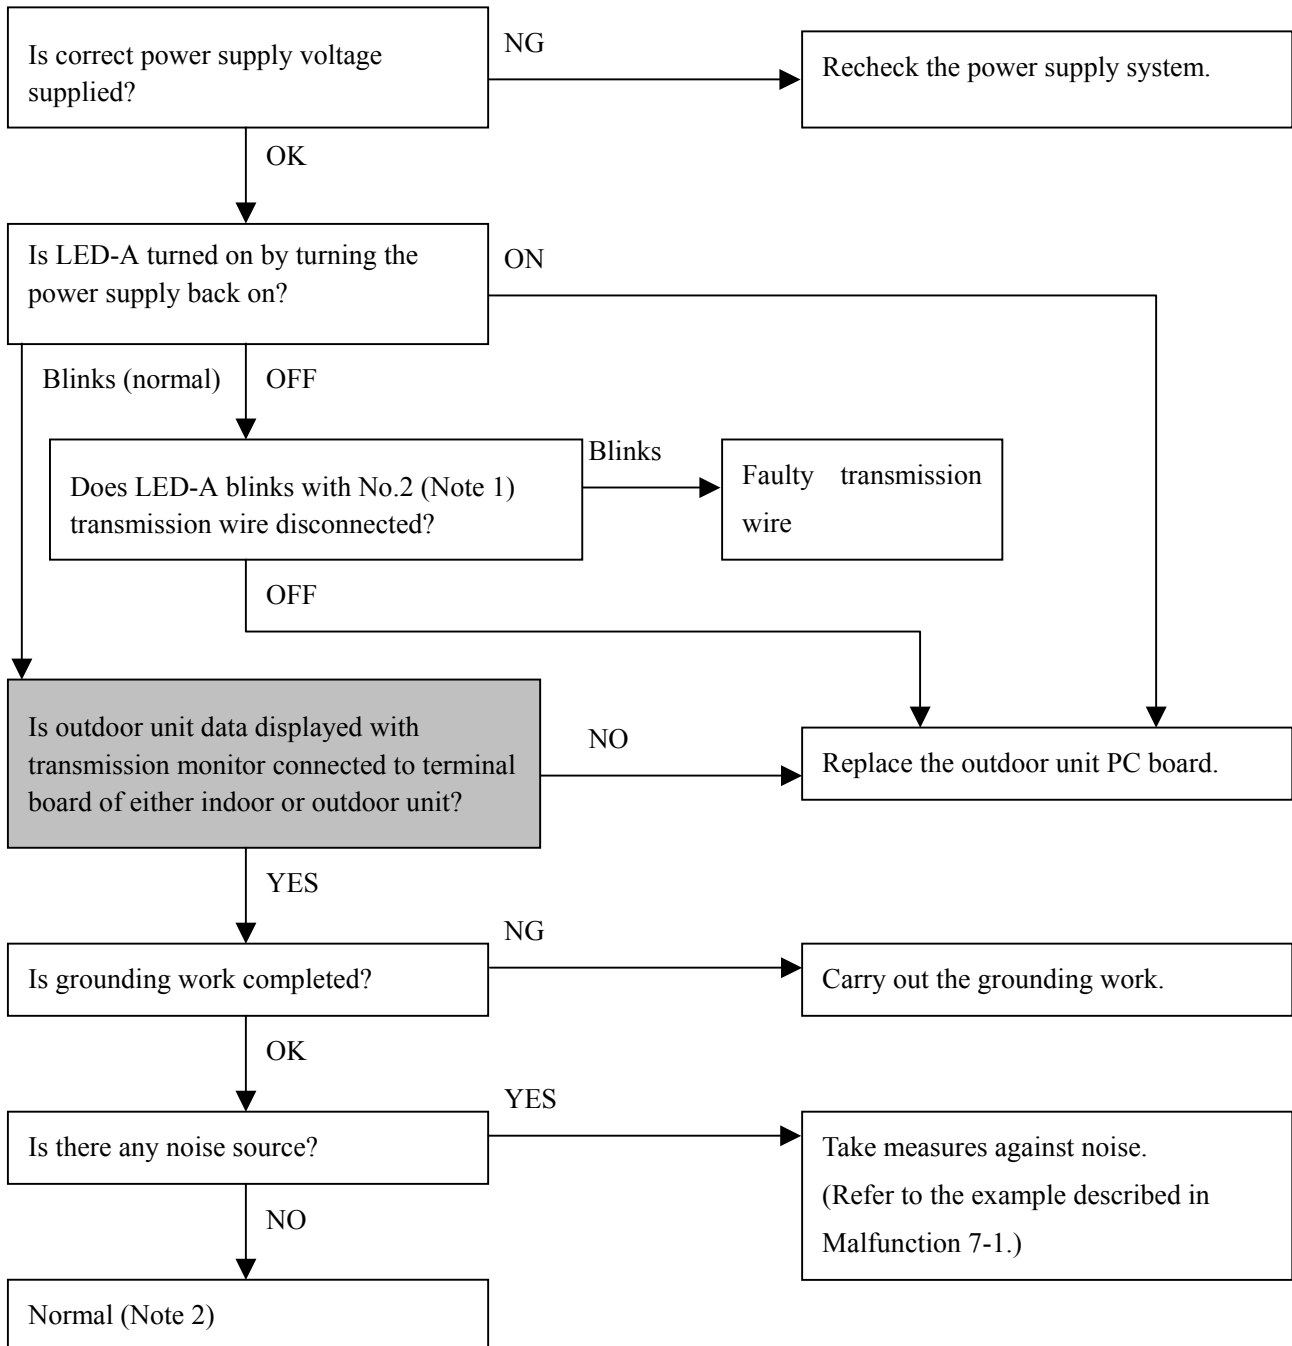 Is correct power supply voltage
supplied?
NG
Recheck the power supply system.
OK
Is LED-A turned on by turning the
power supply back on?
ON
Blinks (normal)
OFF
Does LED-A blinks with No.2 (Note 1)
transmission wire disconnected?
Blinks
Faulty transmission
wire
OFF
Is outdoor unit data displayed with
transmission monitor connected to terminal
board of either indoor or outdoor unit?
NO
Replace the outdoor unit PC board.
YES
Is grounding work completed?
NG
Carry out the grounding work.
OK
Is there any noise source?
YES
Take measures against noise.
(Refer to the example described in
Malfunction 7-1.)
NO
Normal (Note 2)